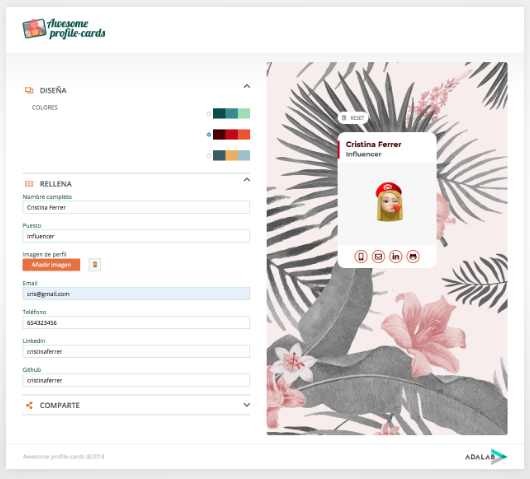 Awesome
profile-cards
DISEÑA
COLORES
RELLENA
Nombre completo
Cristina Ferrer
Puesto
Influencer
Imagen de perfil
Añadir imagen
Email
cris@gmail.com
Teléfono
654323456
Linkedin
cristinaferrer
Github
cristinaferrer
COMPARTE
RESET
Cristina Ferrer
Influencer
in
Awesome profile-cards @2018
ADALAB